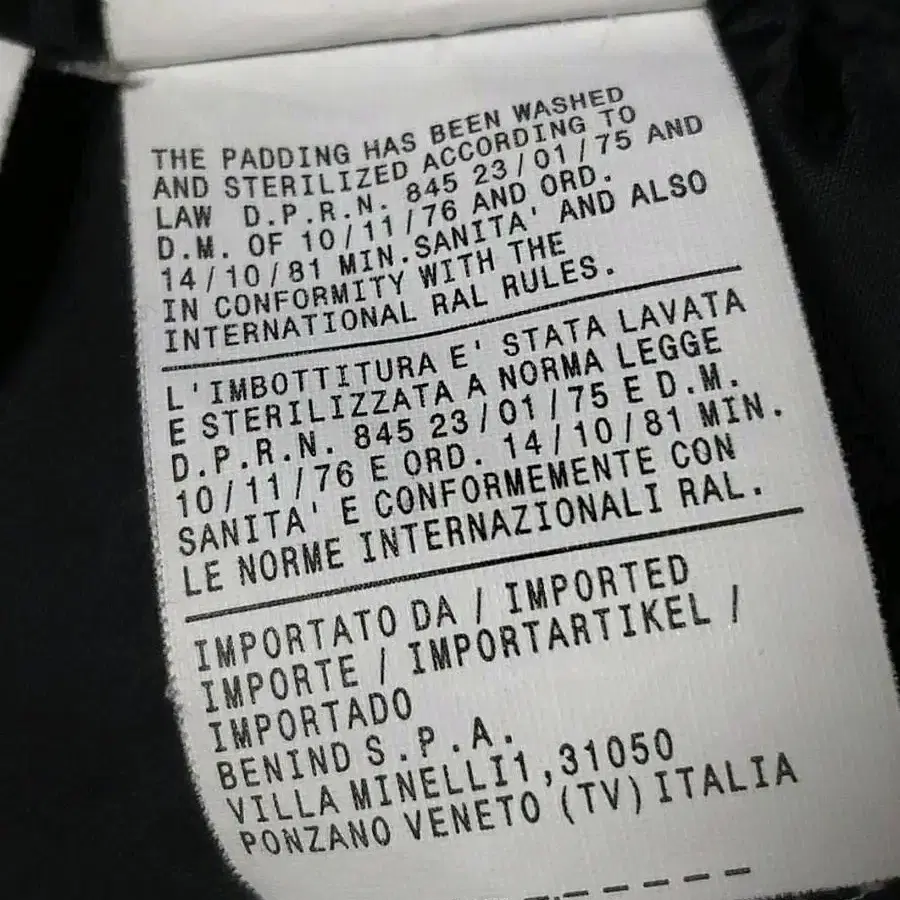 THE PADDING HAS BEEN WASHED
AND STERILIZED ACCORDING TO
LAW D.P.R.N. 845 23/01/75 AND
D.M. OF 10/11/76 AND ORD.
14/10/81 MIN.SANITA' AND ALSO
IN CONFORMITY WITH THE
INTERNATIONAL RAL RULES.
L'IMBOTTITURA E' STATA LAVATA
E STERILIZZATA A NORMA LEGGE
D.P.R.N. 845 23/01/75 E D.M.
10/11/76 E ORD. 14/10/81 MIN.
SANITA' E CONFORMEMENTE CON
LE NORME INTERNAZIONALI RAL.
IMPORTATO DA / IMPORTED
IMPORTE / IMPORTARTIKEL /
IMPORTADO
BENIND S.P.A.
VILLA MINELLI1,31050
PONZANO VENETO (TV) ITALIA